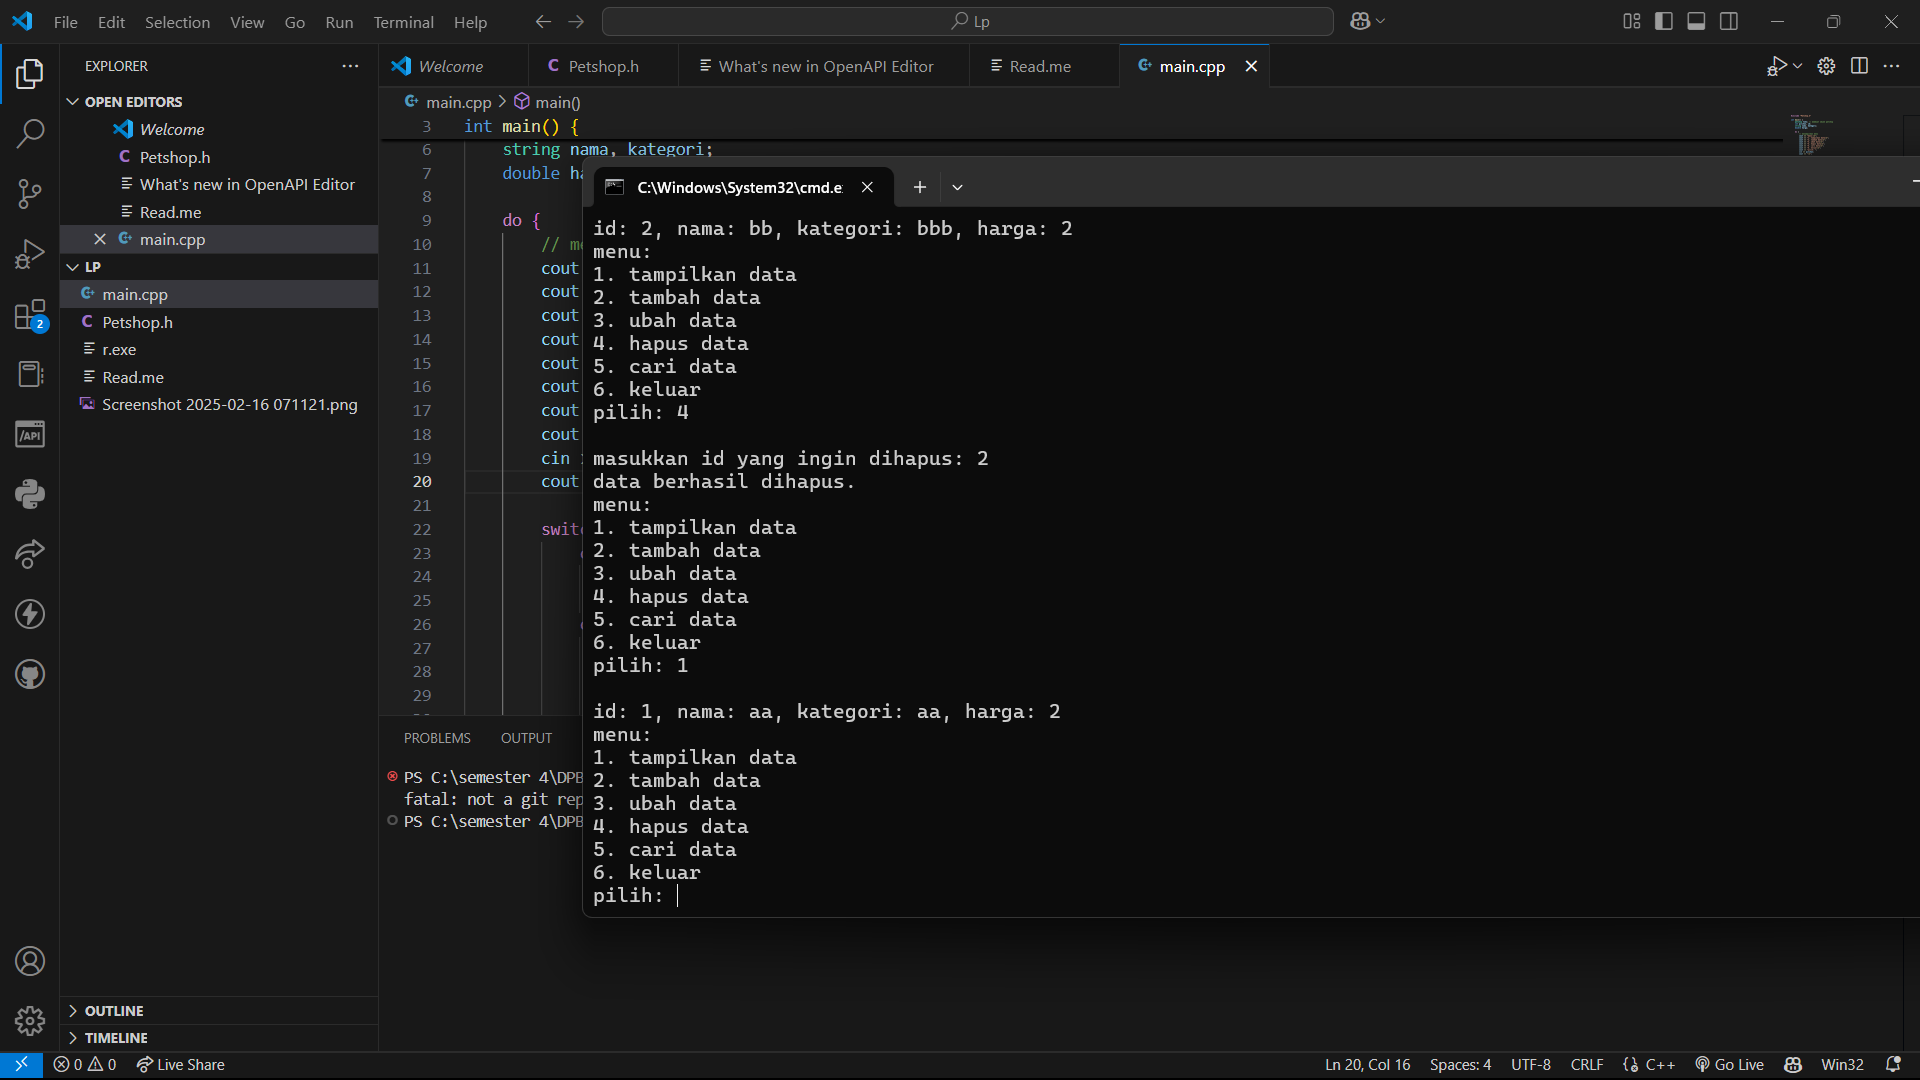 File Edit Selection View Go Run Terminal Help
Lp
EXPLORER
Welcome
Petshop.h
What's new in OpenAPI Editor
Read.me
main.cpp
OPEN EDITORS
Welcome
Petshop.h
What's new in OpenAPI Editor
Read.me
main.cpp
LP
main.cpp
Petshop.h
r.exe
Read.me
Screenshot 2025-02-16 071121.png
OUTLINE
TIMELINE
2
/API
main.cpp > main()
3 int main() {
6 string nama, kategori;
7 double
8
9 do {
10 //
11 cout
12 cout
13 cout
14 cout
15 cout
16 cout
17 cout
18 cout
19 cin
20 cout
21
22
23
24
25
26
27
28
29
PROBLEMS OUTPUT
PS C:\semester 4\DPB
fatal: not a git rep
PS C:\semester 4\DPB
C:\Windows\System32\cmd.e
id: 2, nama: bb, kategori: bbb, harga: 2
menu:
1. tampilkan data
2. tambah data
3. ubah data
4. hapus data
5. cari data
6. keluar
pilih: 4
masukkan id yang ingin dihapus: 2
data berhasil dihapus.
menu:
1. tampilkan data
2. tambah data
3. ubah data
4. hapus data
5. cari data
6. keluar
pilih: 1
id: 1, nama: aa, kategori: aa, harga: 2
menu:
1. tampilkan data
2. tambah data
3. ubah data
4. hapus data
5. cari data
6. keluar
pilih:
0 0 Live Share
Ln 20, Col 16 Spaces: 4 UTF-8 CRLF {} C++ Go Live Win32